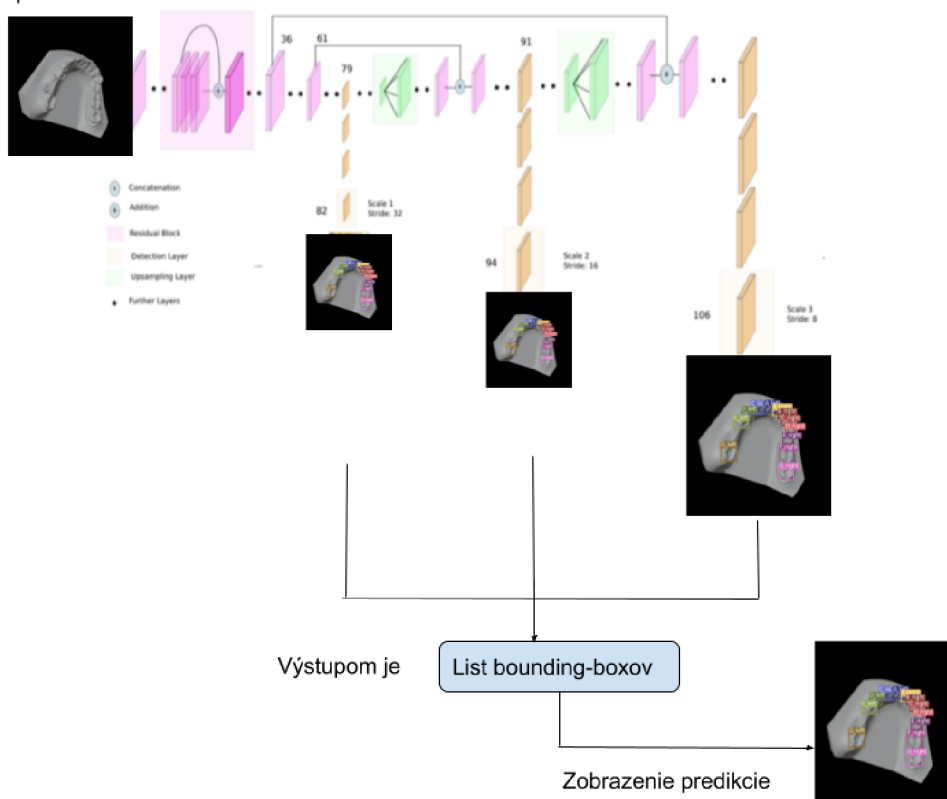 36
61
79
91
Concatenation
Addition
Residual Block
Detection Layer
Upsampling Layer
Further Layers
82
Scale 1
Stride: 32
94
Scale 2
Stride: 16
106
Scale 3
Stride: 8
Výstupom je
List bounding-boxov
Zobrazenie predikcie